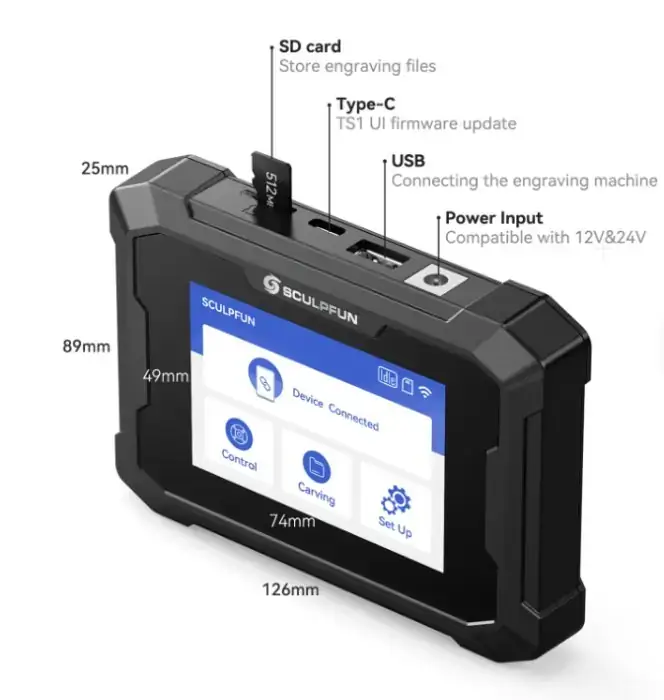 SD card
Store engraving files
Type-C
TS1 UI firmware update
USB
Connecting the engraving machine
Power Input
Compatible with 12V&24V
25mm
89mm
49mm
74mm
126mm
SCULPFUN
SCULPFUN
Idle
Device Connected
Control
Carving
Set Up